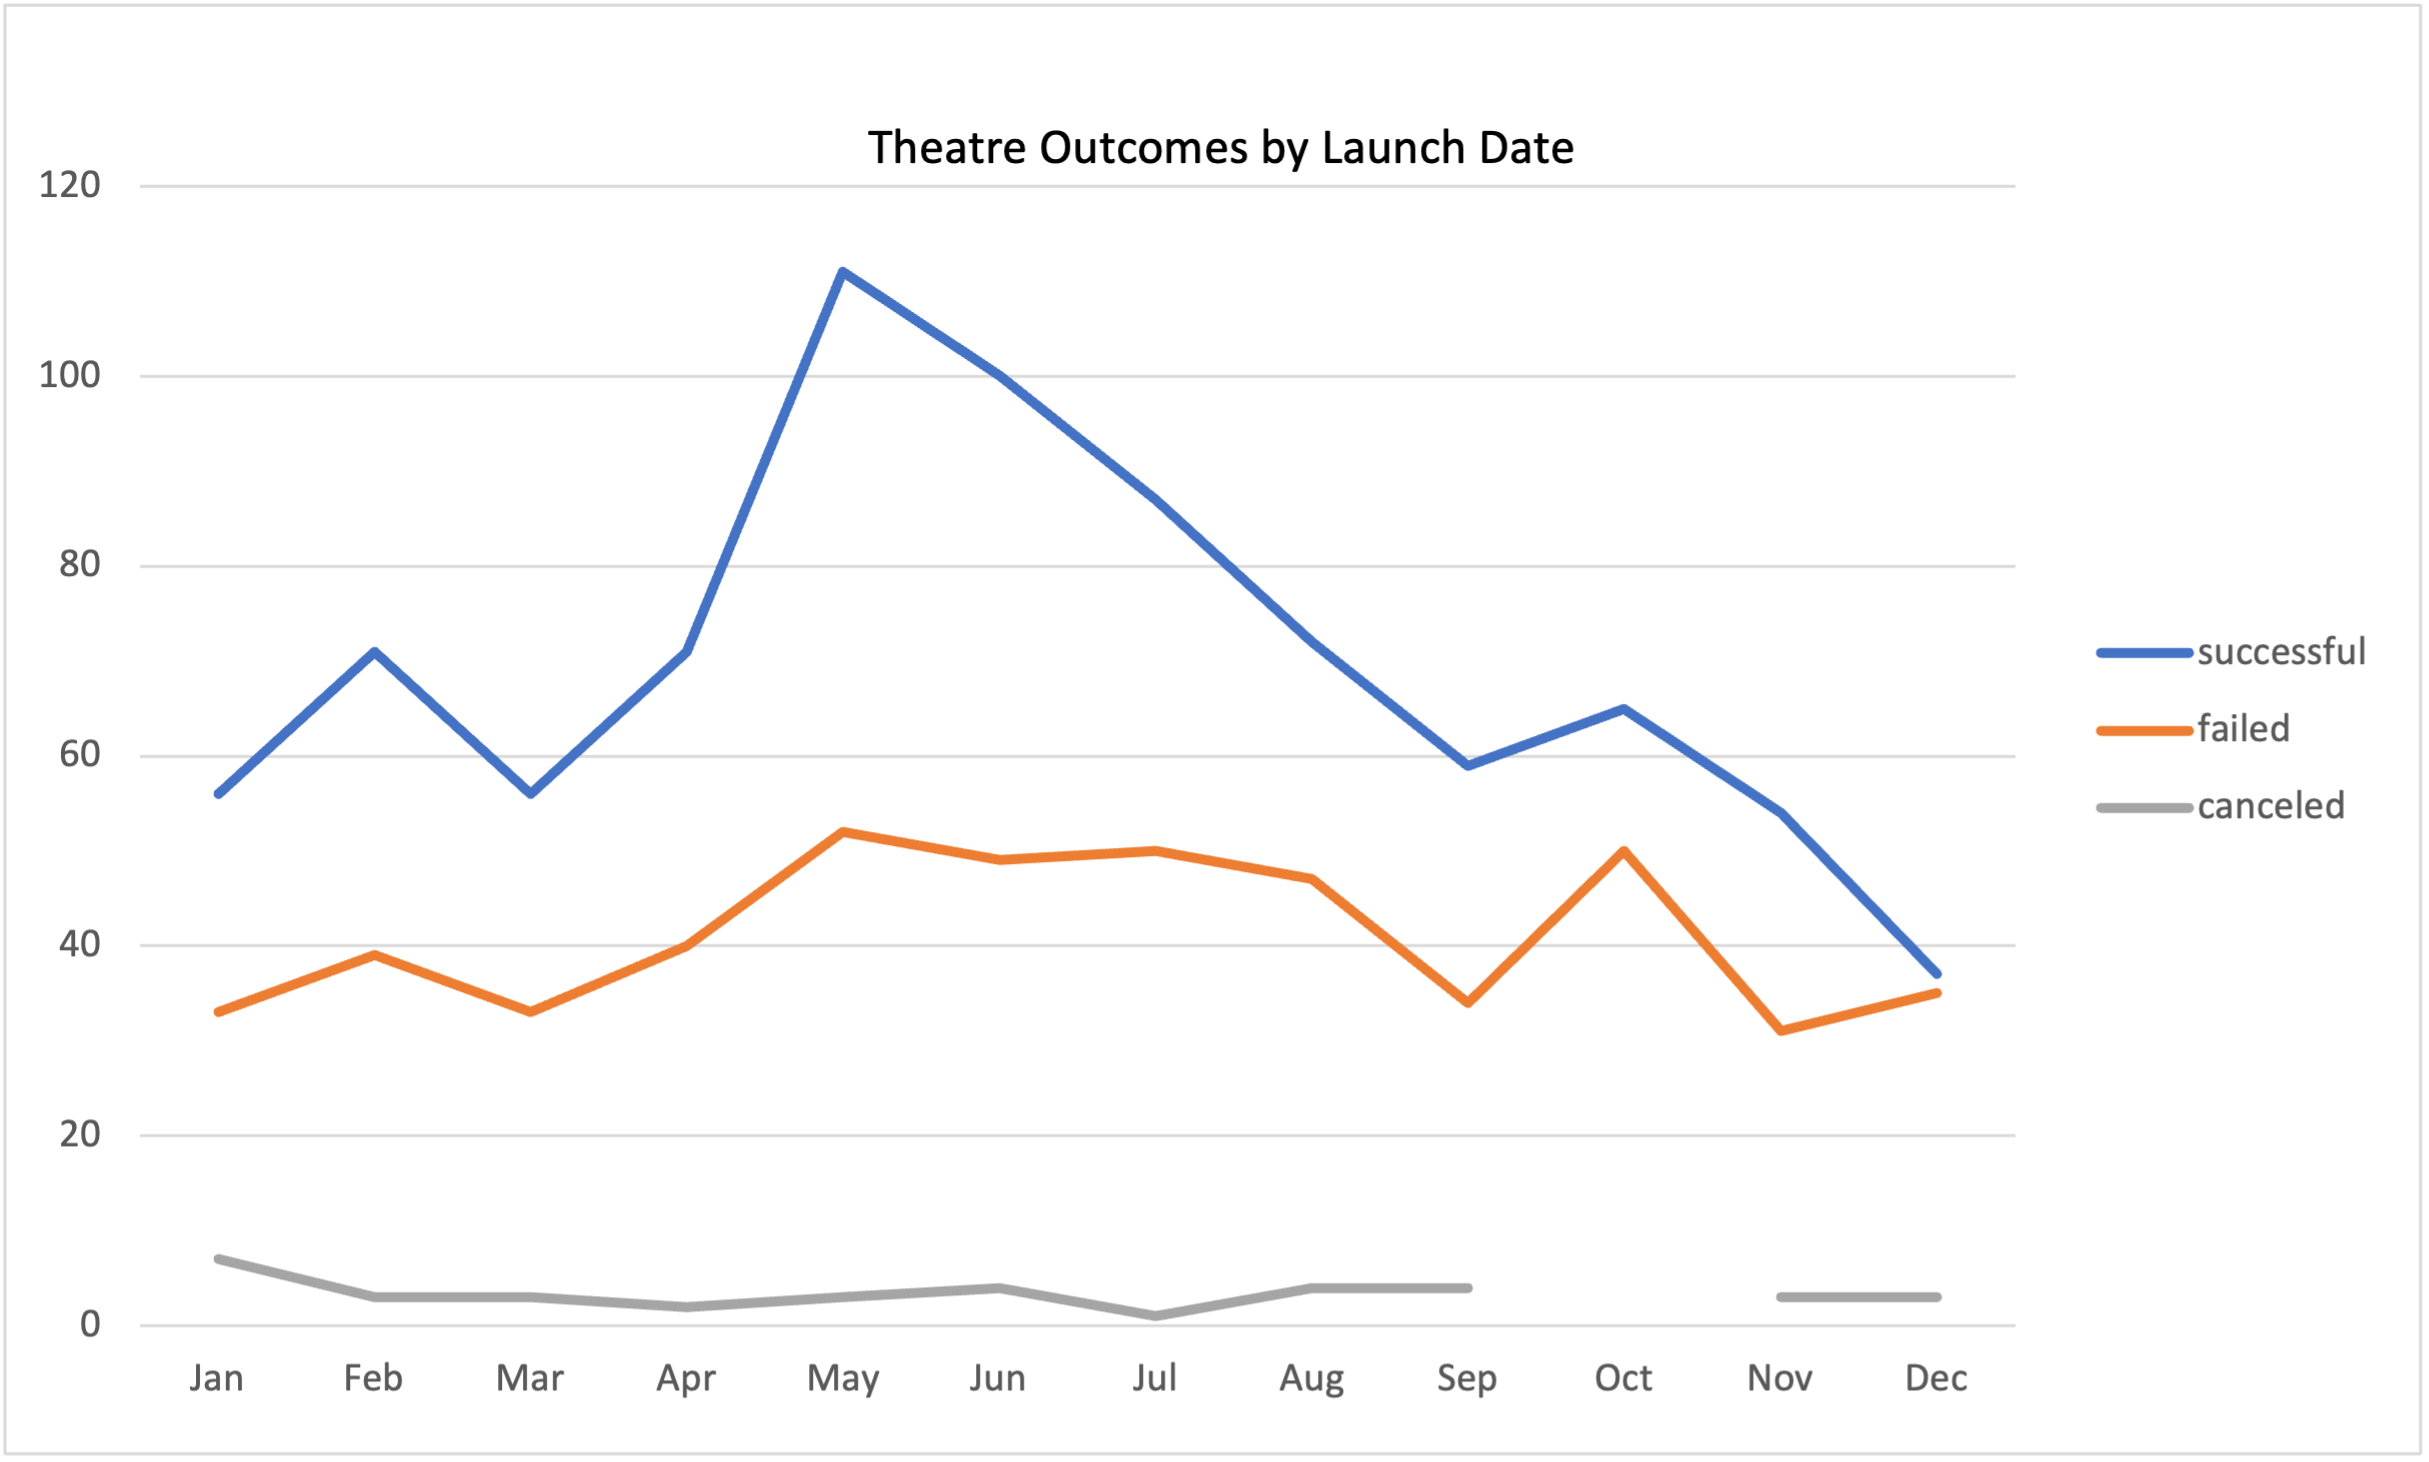 Theatre Outcomes by Launch Date
120
100
80
60
40
20
0
Jan Feb Mar Apr May Jun Jul Aug Sep Oct Nov Dec
successful
failed
canceled